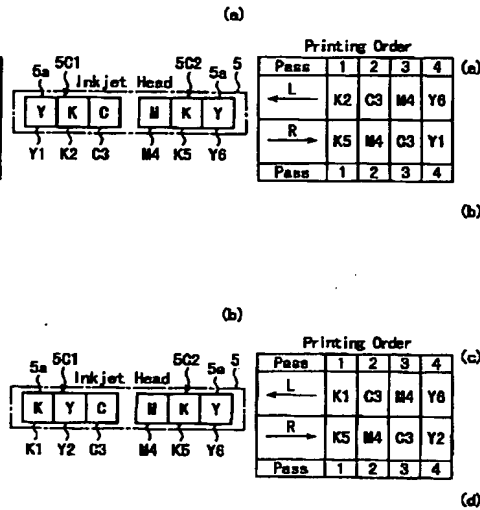 (a)
Printing Order
5C1 5C2
5a Inkjet Head 5a 5
Y K C M K Y
Y1 K2 C3 M4 K5 Y6
Pass 1 2 3 4
L K2 C3 M4 Y6
R K5 M4 C3 Y1
Pass 1 2 3 4
(a)
(b)
(b)
Printing Order
5C1 5C2
5a Inkjet Head 5a 5
K Y C M K Y
K1 Y2 C3 M4 K5 Y6
Pass 1 2 3 4
L K1 C3 M4 Y6
R K5 M4 C3 Y2
Pass 1 2 3 4
(c)
(d)